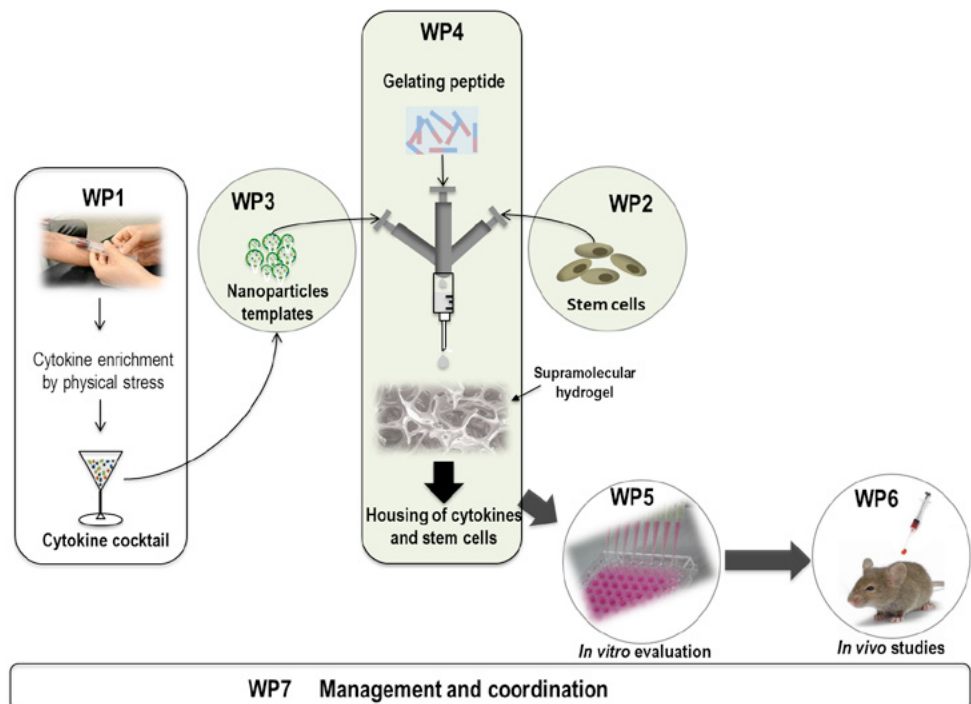 WP4
Gelating peptide
WP1
WP3
WP2
Nanoparticles
templates
Stem cells
Cytokine enrichment
by physical stress
Supramolecular
hydrogel
Cytokine cocktail
Housing of cytokines
and stem cells
WP5
WP6
In vitro evaluation
In vivo studies
WP7 Management and coordination